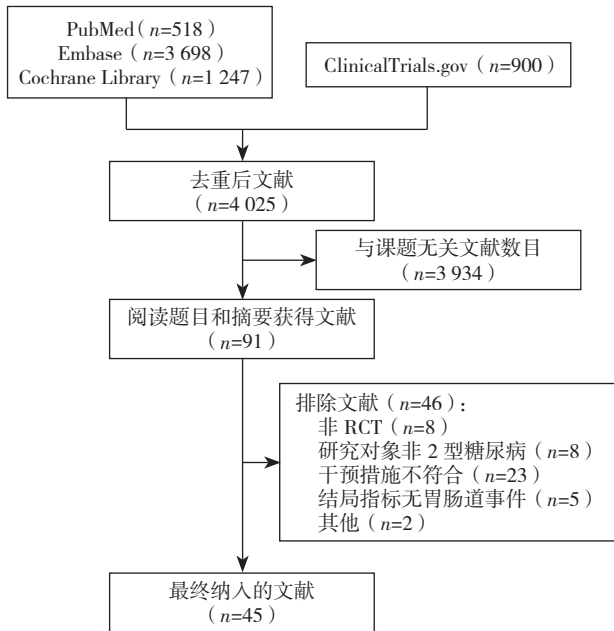 PubMed(n=518)
Embase(n=3 698)
Cochrane Library(n=1 247)
ClinicalTrials.gov(n=900)
去重后文献
(n=4 025)
与课题无关文献数目
(n=3 934)
阅读题目和摘要获得文献
(n=91)
排除文献(n=46):
非 RCT(n=8)
研究对象非 2 型糖尿病(n=8)
干预措施不符合(n=23)
结局指标无胃肠道事件(n=5)
其他(n=2)
最终纳入的文献
(n=45)